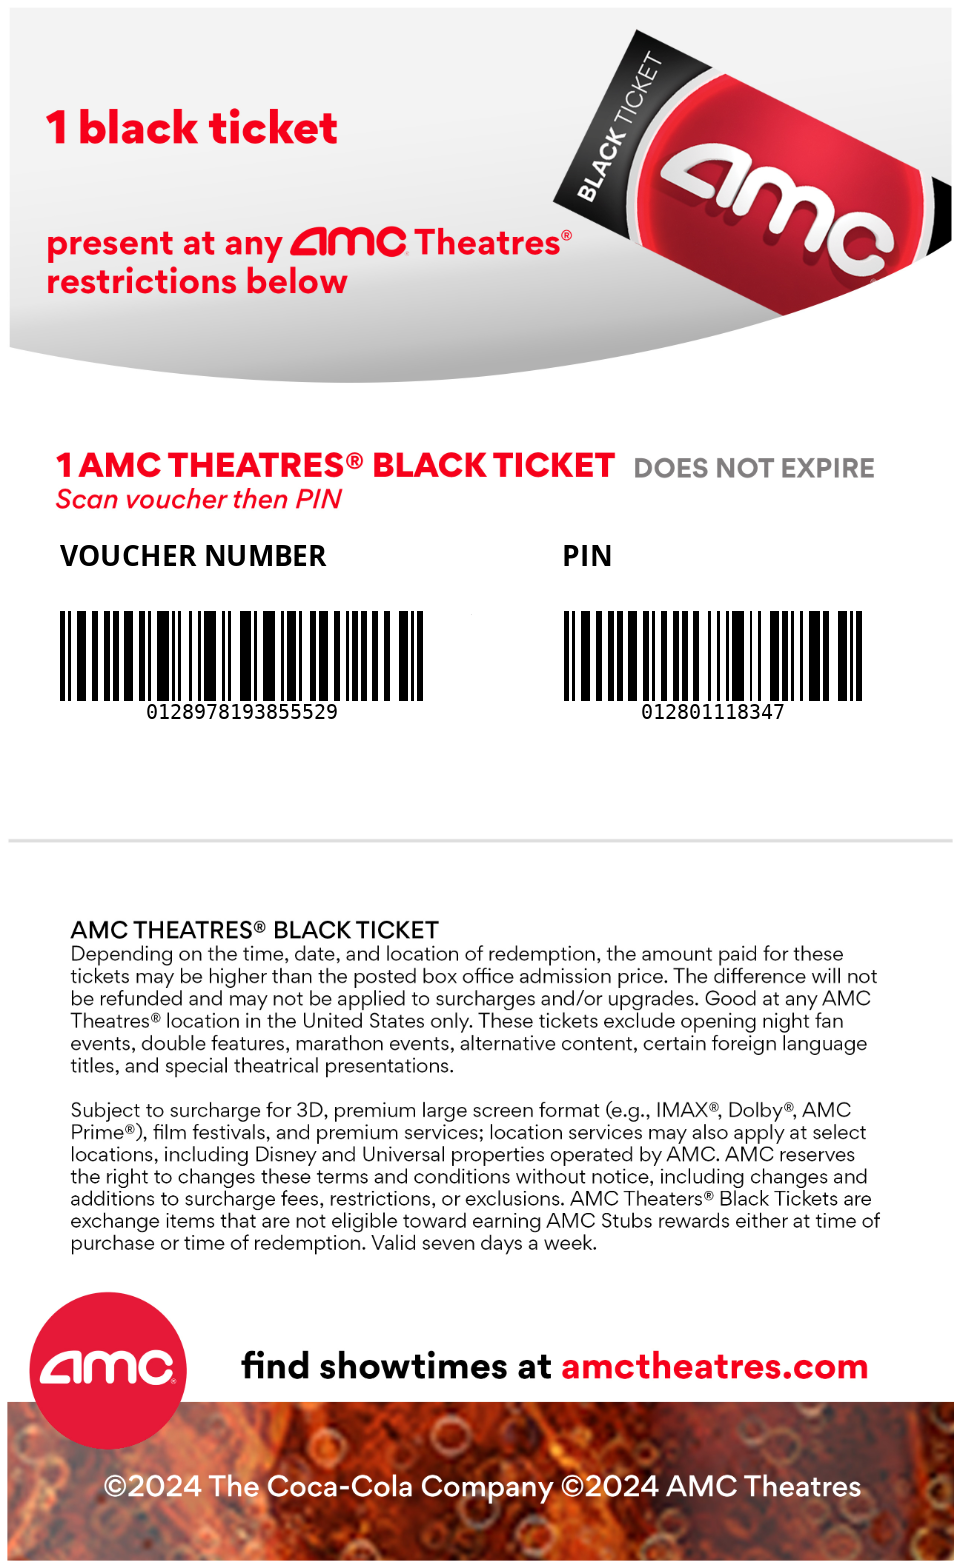 BLACK TICKET
amc
1 black ticket
present at any amc Theatres®
restrictions below
1 AMC THEATRES® BLACK TICKET DOES NOT EXPIRE
Scan voucher then PIN
VOUCHER NUMBER PIN
0128978193855529 012801118347
AMC THEATRES® BLACK TICKET
Depending on the time, date, and location of redemption, the amount paid for these
tickets may be higher than the posted box office admission price. The difference will not
be refunded and may not be applied to surcharges and/or upgrades. Good at any AMC
Theatres® location in the United States only. These tickets exclude opening night fan
events, double features, marathon events, alternative content, certain foreign language
titles, and special theatrical presentations.
Subject to surcharge for 3D, premium large screen format (e.g., IMAX®, Dolby®, AMC
Prime®), film festivals, and premium services; location services may also apply at select
locations, including Disney and Universal properties operated by AMC. AMC reserves
the right to changes these terms and conditions without notice, including changes and
additions to surcharge fees, restrictions, or exclusions. AMC Theaters® Black Tickets are
exchange items that are not eligible toward earning AMC Stubs rewards either at time of
purchase or time of redemption. Valid seven days a week.
amc®
find showtimes at amctheatres.com
©2024 The Coca-Cola Company ©2024 AMC Theatres